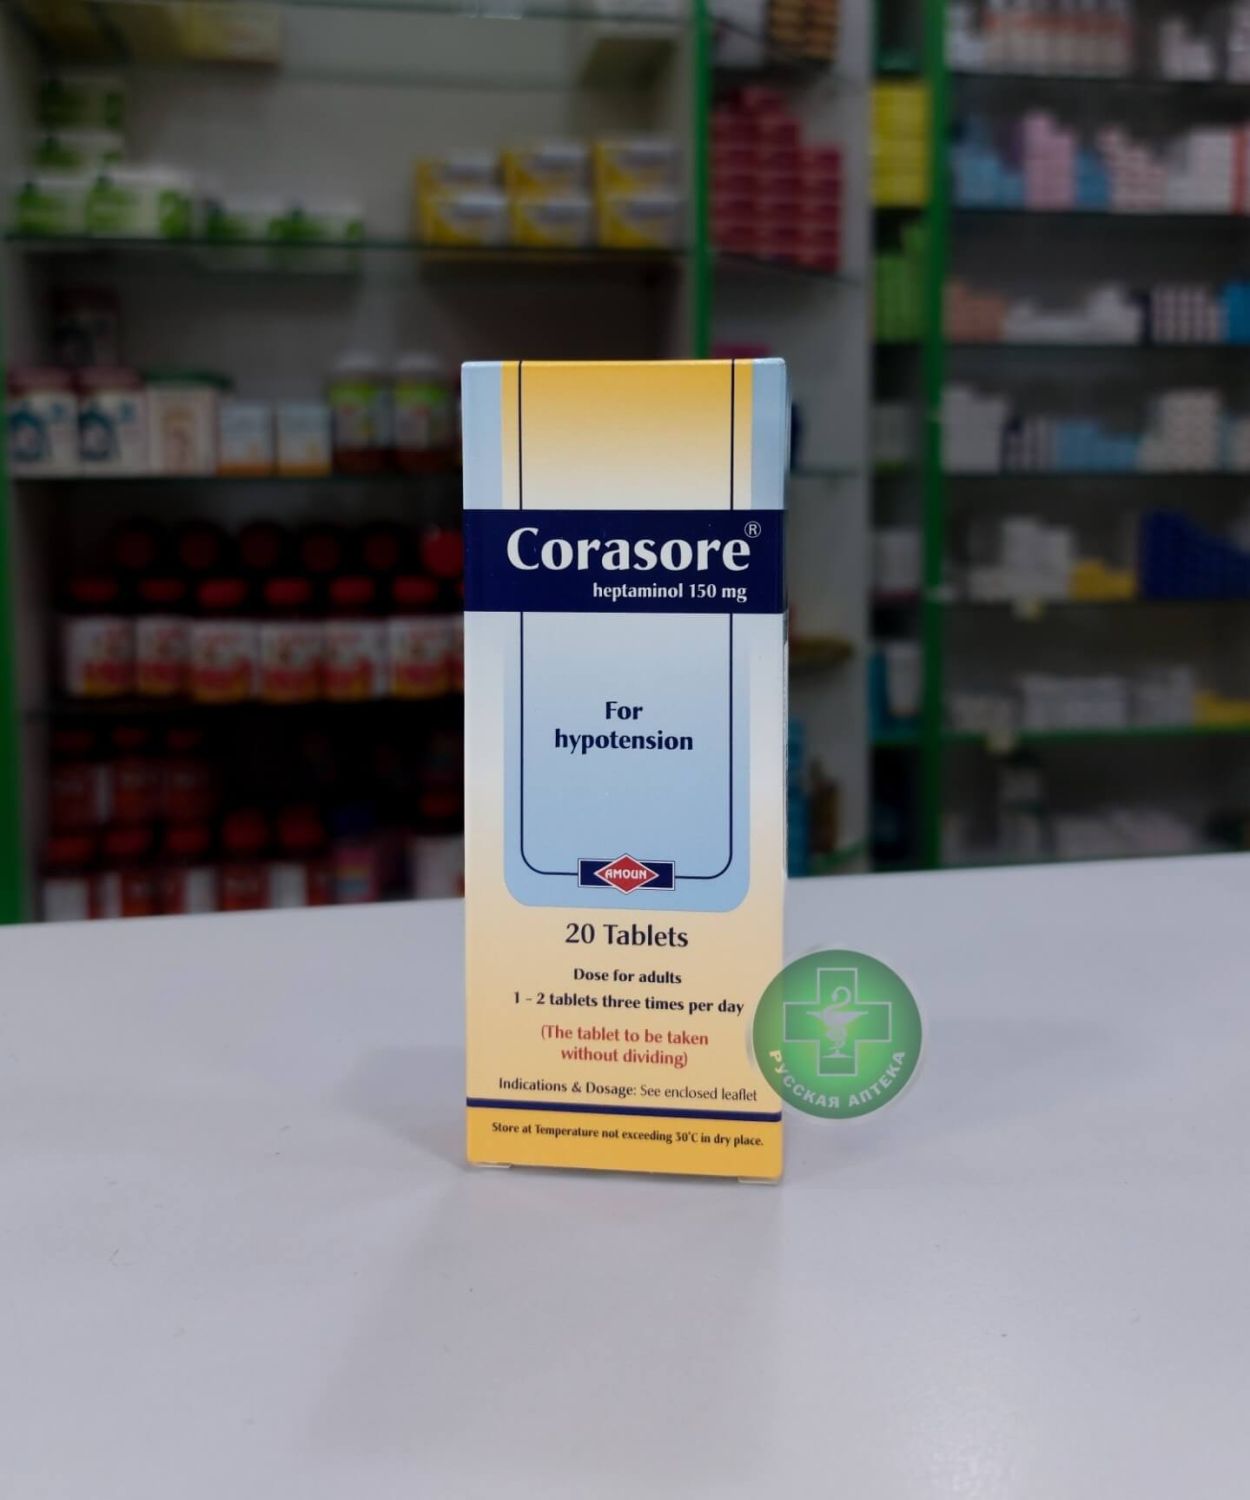 Corasore®
heptaminol 150 mg
For
hypotension
AMOUN
20 Tablets
Dose for adults
1 - 2 tablets three times per day
(The tablet to be taken
without dividing)
Indications & Dosage: See enclosed leaflet
Store at Temperature not exceeding 30°C in dry place.
РУССКАЯ АПТЕКА